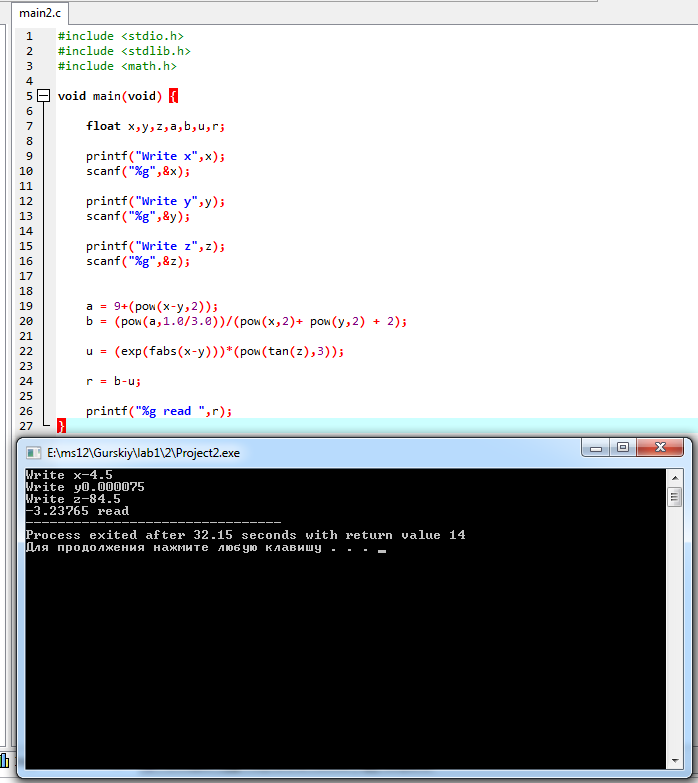 main2.c
1 #include <stdio.h>
2 #include <stdlib.h>
3 #include <math.h>
4
5 void main(void) {
6
7 float x,y,z,a,b,u,r;
8
9 printf("Write x",x);
10 scanf("%g",&x);
11
12 printf("Write y",y);
13 scanf("%g",&y);
14
15 printf("Write z",z);
16 scanf("%g",&z);
17
18
19 a = 9+(pow(x-y,2));
20 b = (pow(a,1.0/3.0))/(pow(x,2)+ pow(y,2) + 2);
21
22 u = (exp(fabs(x-y)))*(pow(tan(z),3));
23
24 r = b-u;
25
26 printf("%g read ",r);
27 }
E:\ms12\Gurskiy\lab1\2\Project2.exe
Write x-4.5
Write y0.000075
Write z-84.5
-3.23765 read
--------------------------------
Process exited after 32.15 seconds with return value 14
Для продолжения нажмите любую клавишу . . .